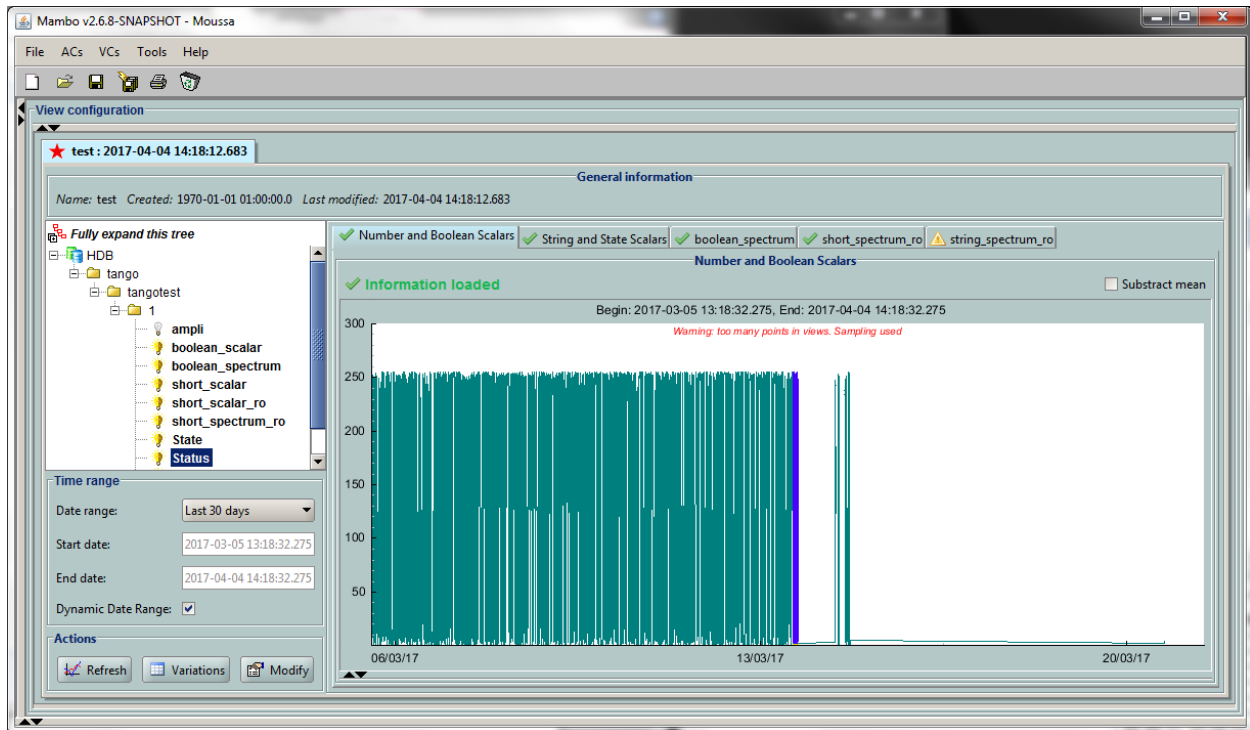 Mambo v2.6.8-SNAPSHOT - Moussa
File ACs VCs Tools Help
View configuration
test : 2017-04-04 14:18:12.683
General information
Name: test Created: 1970-01-01 01:00:00.0 Last modified: 2017-04-04 14:18:12.683
Fully expand this tree
HDB
tango
tangotest
1
ampli
boolean_scalar
boolean_spectrum
short_scalar
short_scalar_ro
short_spectrum_ro
State
Status
Time range
Date range: Last 30 days
Start date: 2017-03-05 13:18:32.275
End date: 2017-04-04 14:18:32.275
Dynamic Date Range:
Actions
Refresh Variations Modify
Number and Boolean Scalars String and State Scalars boolean_spectrum short_spectrum_ro string_spectrum_ro
Number and Boolean Scalars
Information loaded Substract mean
Begin: 2017-03-05 13:18:32.275, End: 2017-04-04 14:18:32.275
Warning: too many points in views. Sampling used
300
250
200
150
100
50
06/03/17 13/03/17 20/03/17